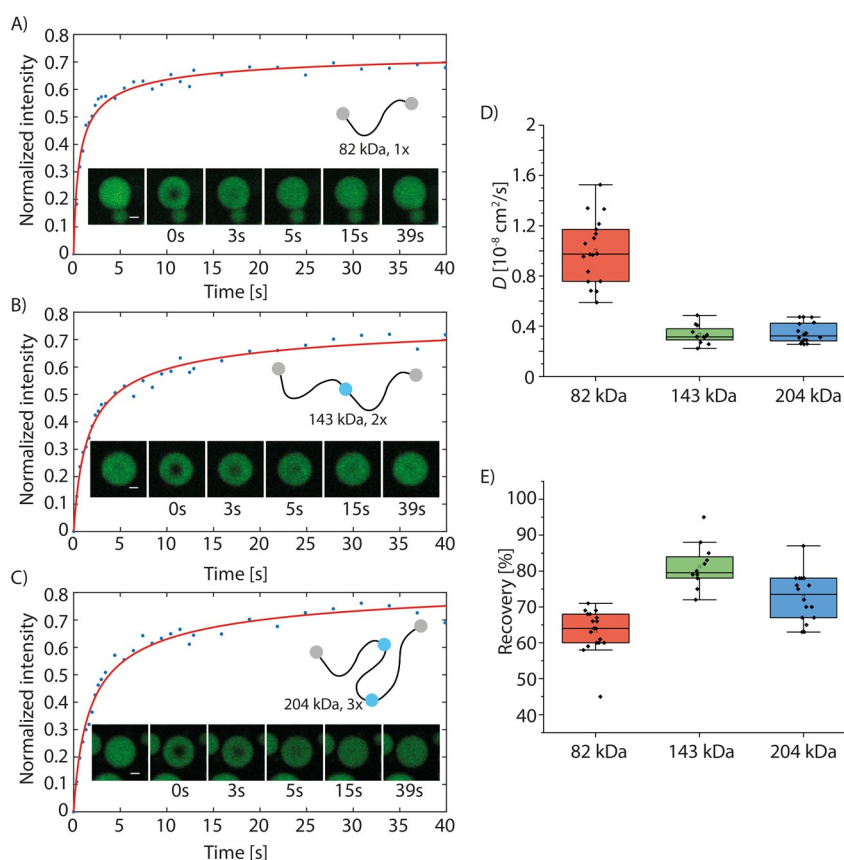 A)
Normalized intensity
0.8
0.7
0.6
0.5
0.4
0.3
0.2
0.1
0
82 kDa, 1x
0s 3s 5s 15s 39s
0 5 10 15 20 25 30 35 40
Time [s]
B)
Normalized intensity
0.8
0.7
0.6
0.5
0.4
0.3
0.2
0.1
0
143 kDa, 2x
0s 3s 5s 15s 39s
0 5 10 15 20 25 30 35 40
Time [s]
C)
Normalized intensity
0.8
0.7
0.6
0.5
0.4
0.3
0.2
0.1
0
204 kDa, 3x
0s 3s 5s 15s 39s
0 5 10 15 20 25 30 35 40
Time [s]
D)
D [10⁻⁸ cm²/s]
2
1.6
1.2
0.8
0.4
0
82 kDa 143 kDa 204 kDa
E)
Recovery [%]
100
90
80
70
60
50
40
82 kDa 143 kDa 204 kDa